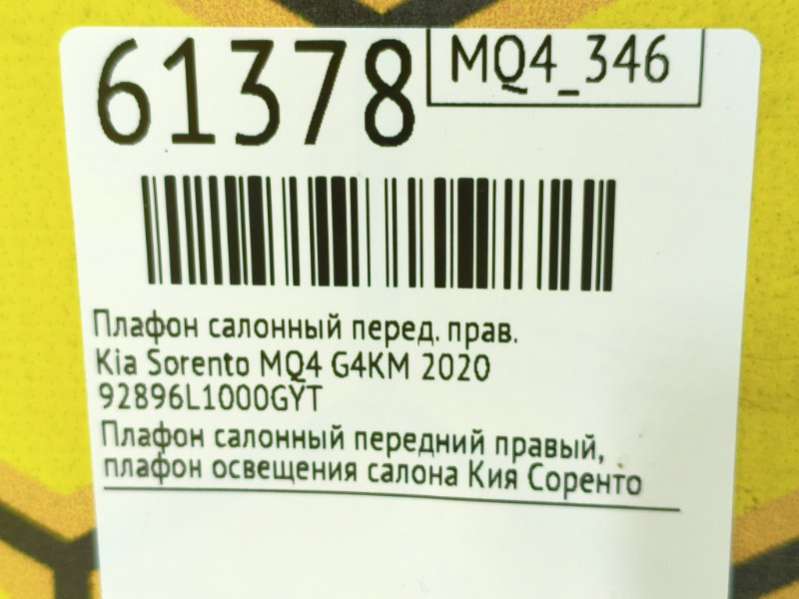 61378
MQ4_346
Плафон салонный перед. прав.
Kia Sorento MQ4 G4KM 2020
92896L1000GYT
Плафон салонный передний правый,
плафон освещения салона Кия Соренто